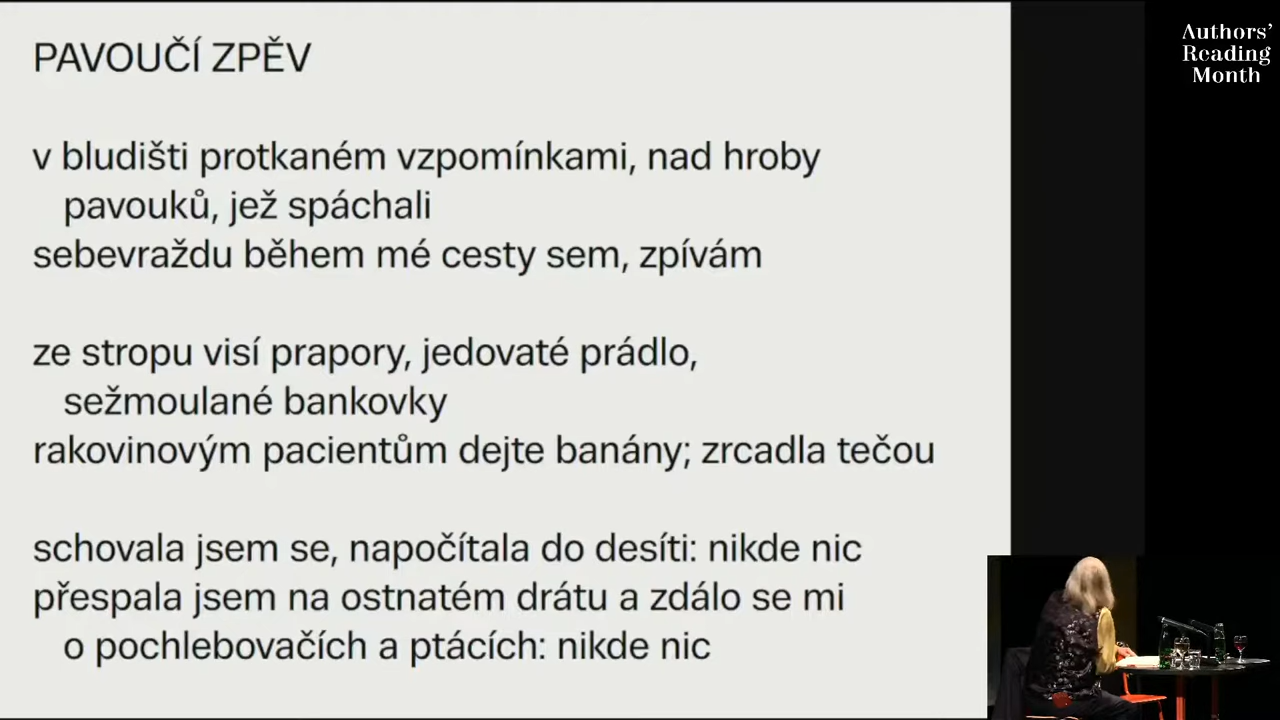 PAVOUČÍ ZPĚV
v bludišti protkaném vzpomínkami, nad hroby
pavouků, jež spáchali
sebevraždu během mé cesty sem, zpívám
ze stropu visí prapory, jedovaté prádlo,
sežmoulané bankovky
rakovinovým pacientům dejte banány; zrcadla tečou
schovala jsem se, napočítala do desíti: nikde nic
přespala jsem na ostnatém drátu a zdálo se mi
o pochlebovačích a ptácích: nikde nic
Authors’
Reading
Month